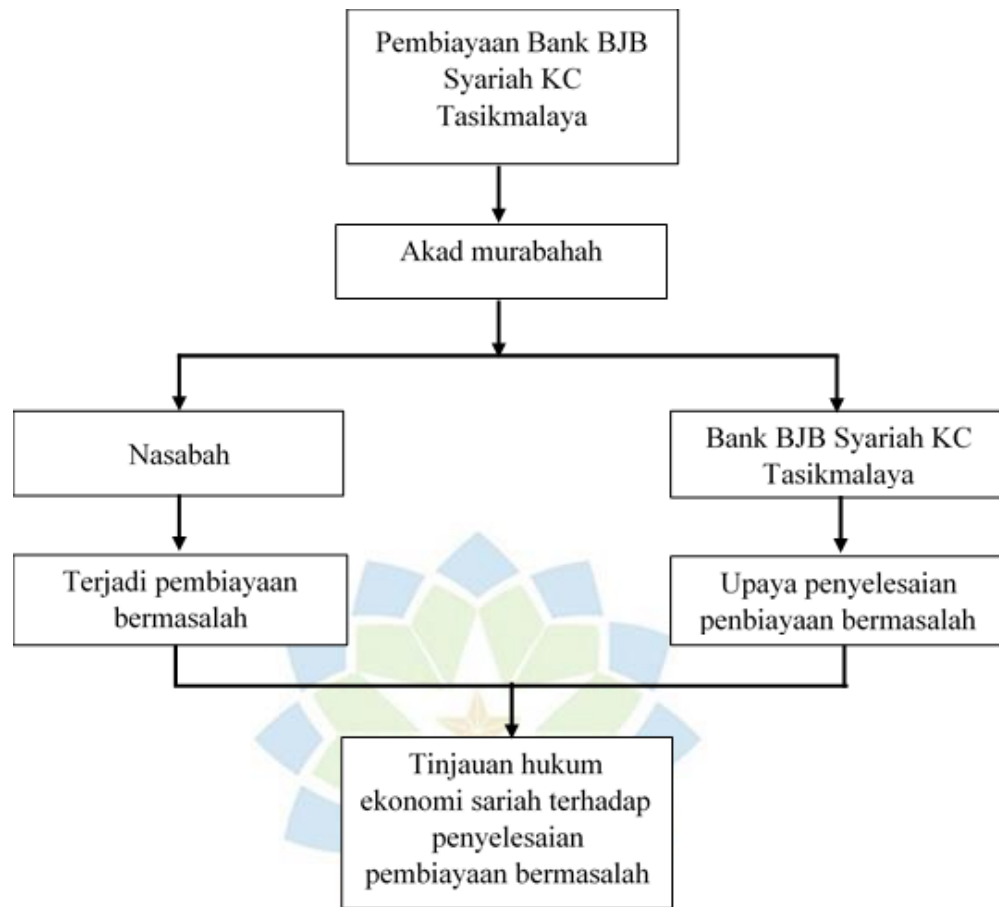 Pembiayaan Bank BJB
Syariah KC
Tasikmalaya
Akad murabahah
Nasabah
Bank BJB Syariah KC
Tasikmalaya
Terjadi pembiayaan
bermasalah
Upaya penyelesaian
penbiayaan bermasalah
Tinjauan hukum
ekonomi sariah terhadap
penyelesaian
pembiayaan bermasalah